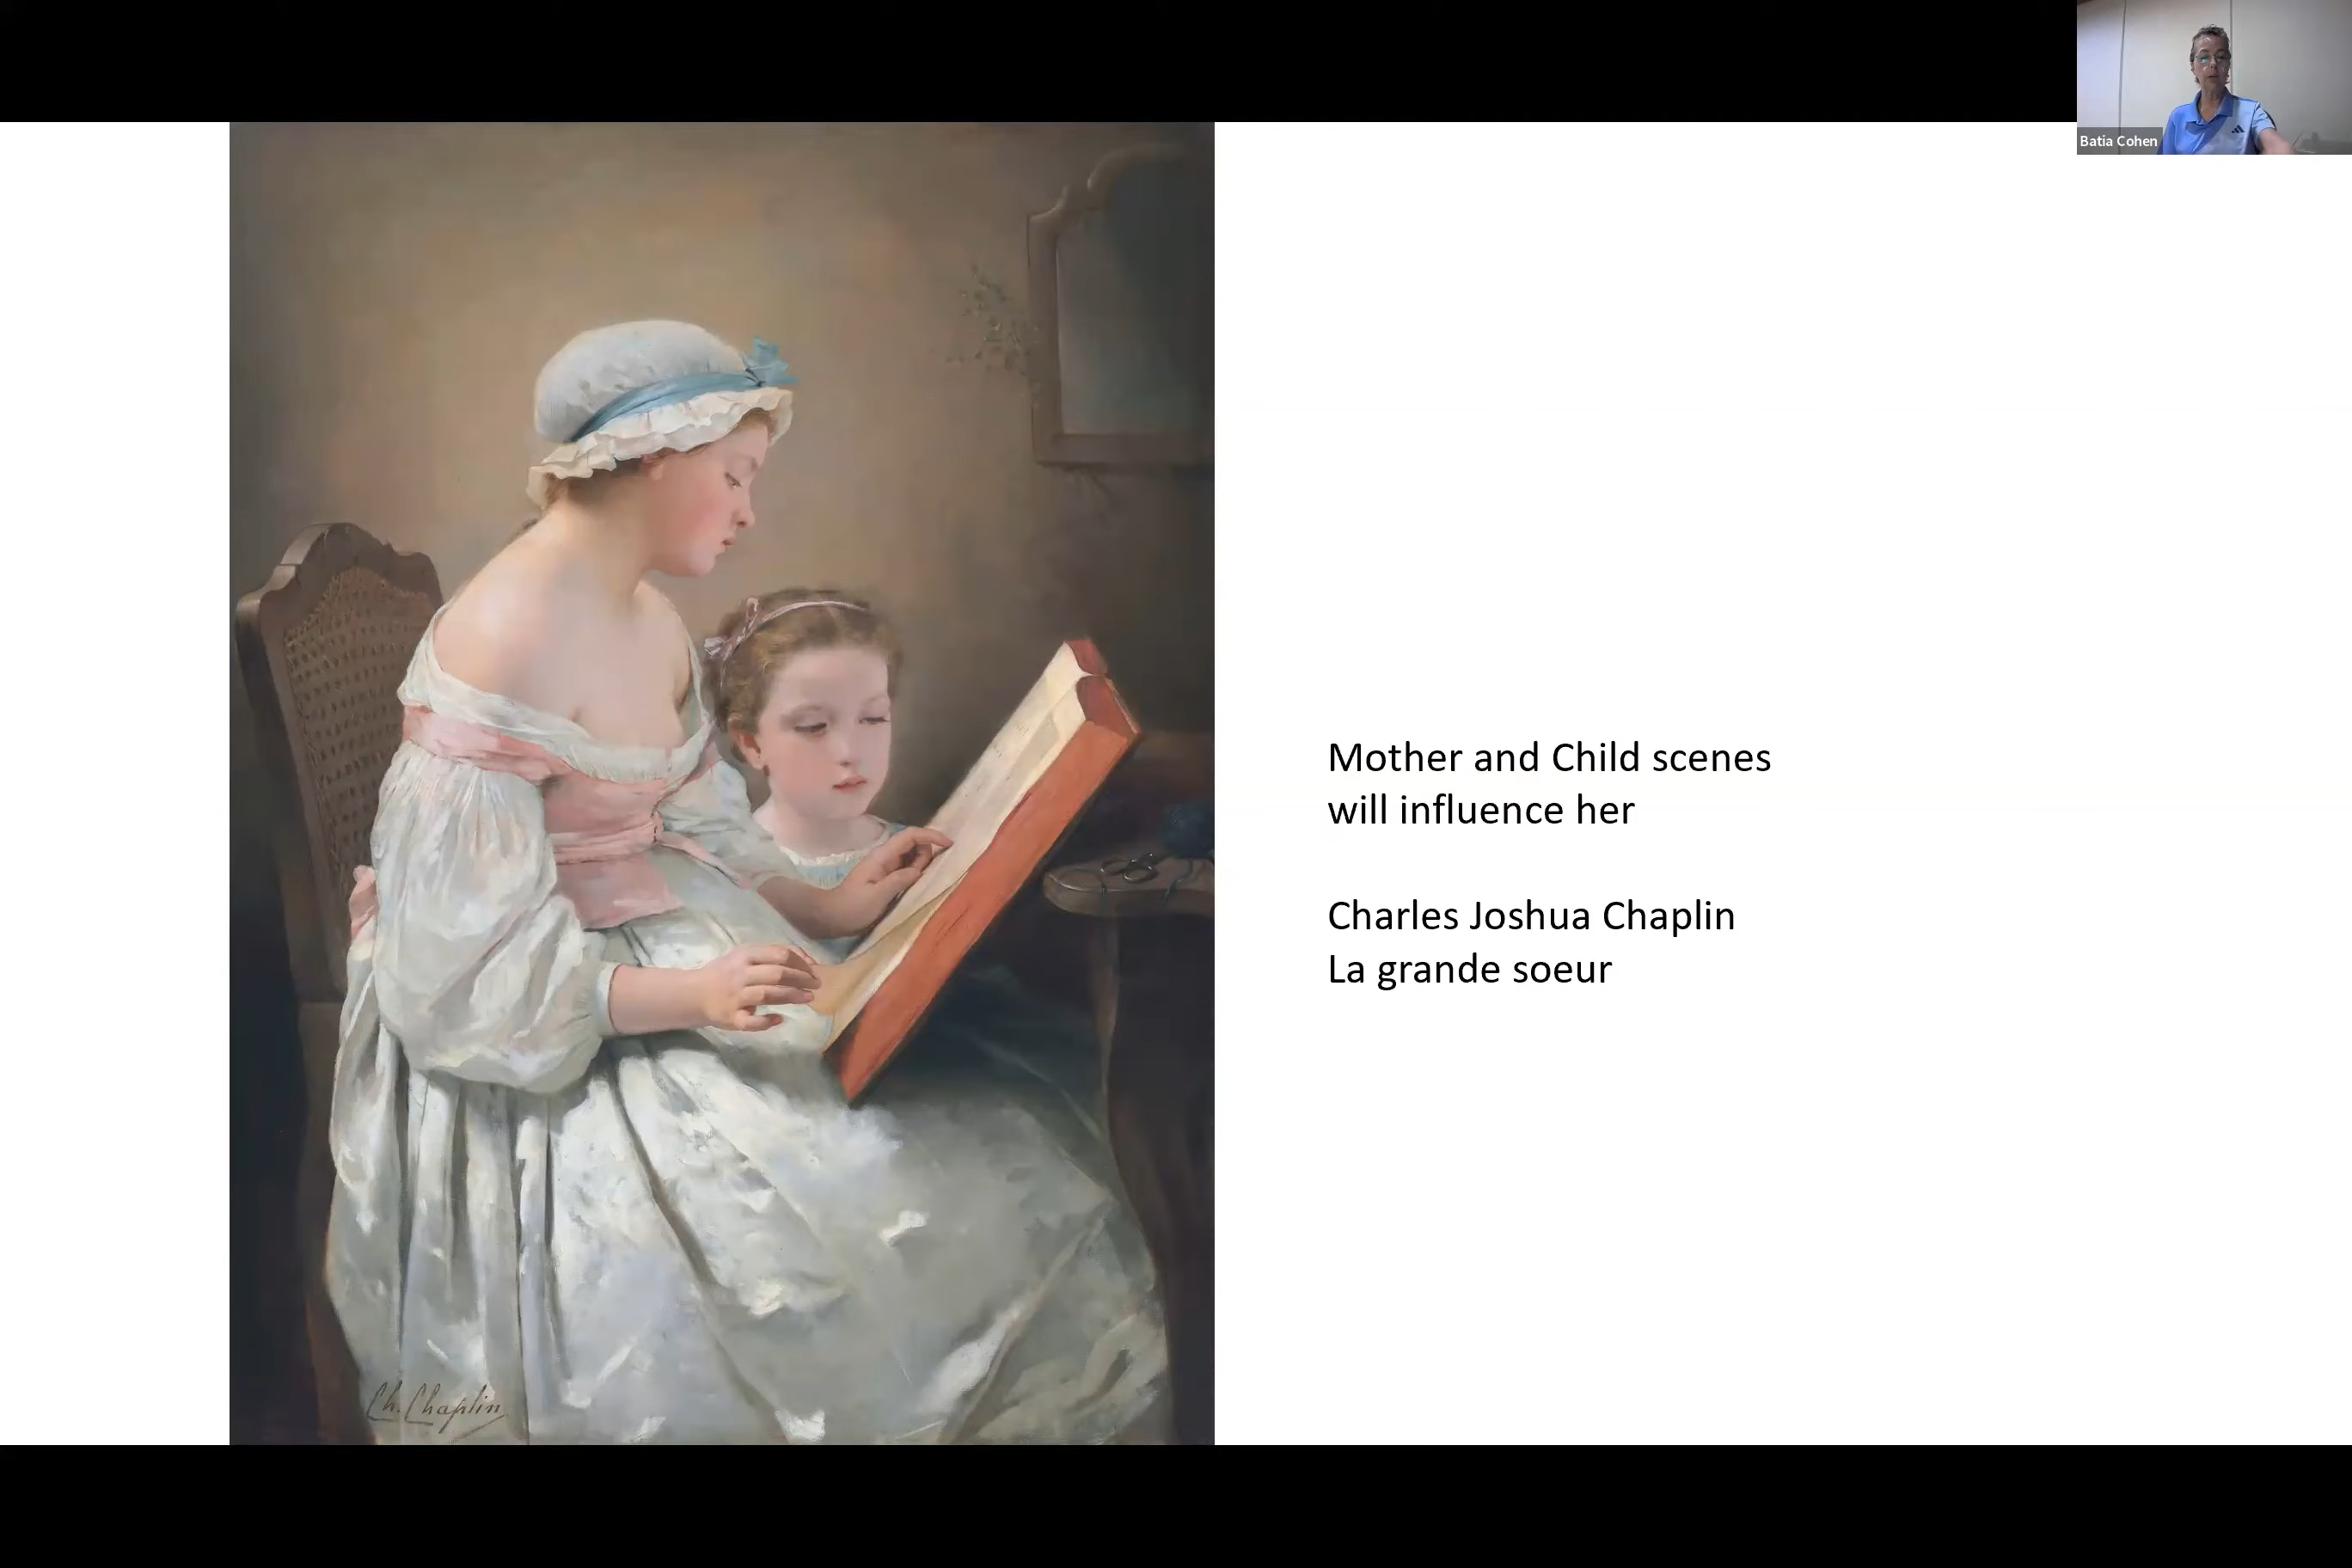 Batia Cohen
Mother and Child scenes
will influence her
Charles Joshua Chaplin
La grande soeur
Ch. Chaplin